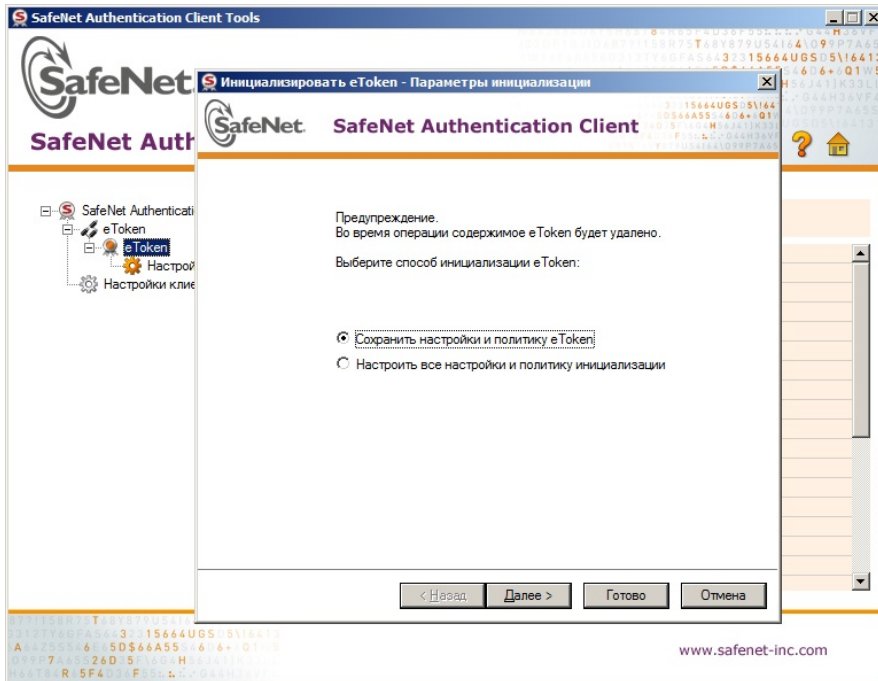 SafeNet Authentication Client Tools
SafeNet
SafeNet Auth
SafeNet Authenticati
eToken
eToken
Настрой
Настройки клие
Инициализировать eToken - Параметры инициализации
SafeNet.
SafeNet Authentication Client
Предупреждение.
Во время операции содержимое eToken будет удалено.
Выберите способ инициализации eToken:
Сохранить настройки и политику eToken
Настроить все настройки и политику инициализации
< Назад
Далее >
Готово
Отмена
www.safenet-inc.com